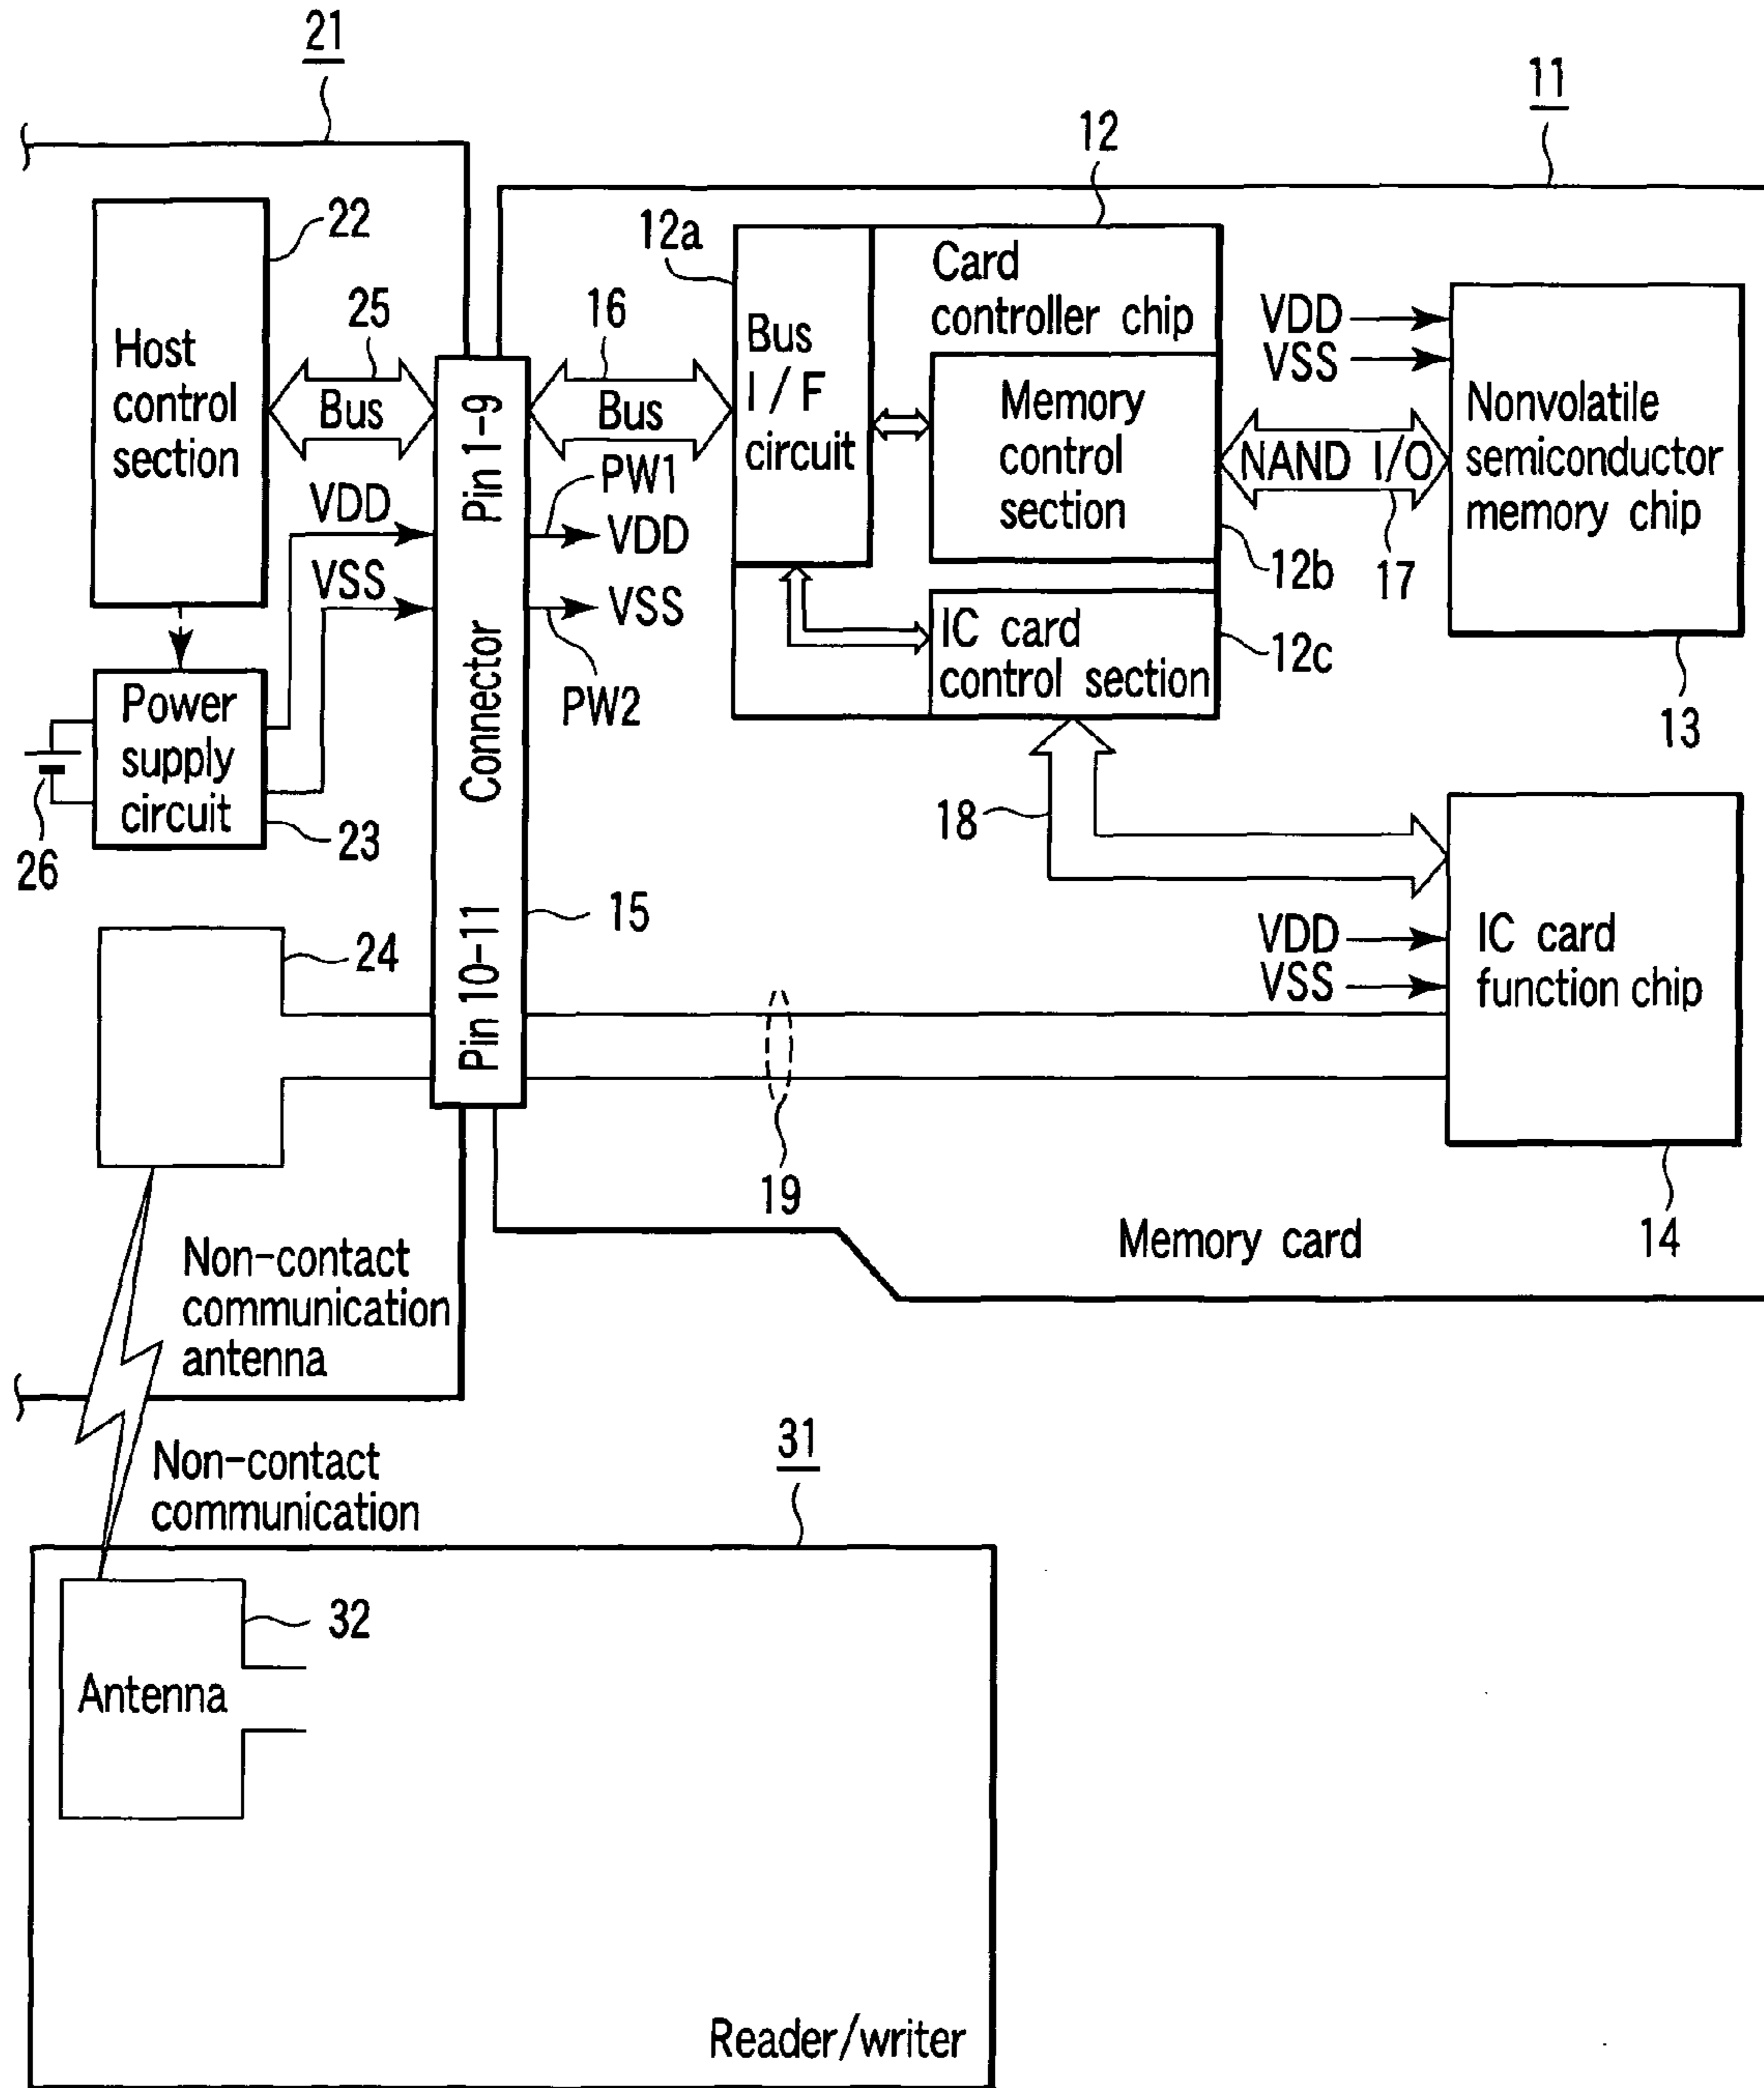 21
11
12
22
12a
Card
controller chip
25
16
VDD
VSS
Host
control
section
Bus
Pin 1-9
Bus
Bus
I/F
circuit
Memory
control
section
NAND I/O
Nonvolatile
semiconductor
memory chip
PW1
VDD
VDD
VSS
VSS
12b
17
IC card
control section
12c
Connector
PW2
13
Power
supply
circuit
26
23
18
15
24
Pin 10-11
VDD
VSS
IC card
function chip
19
14
Memory card
Non-contact
communication
antenna
Non-contact
communication
31
32
Antenna
Reader/writer